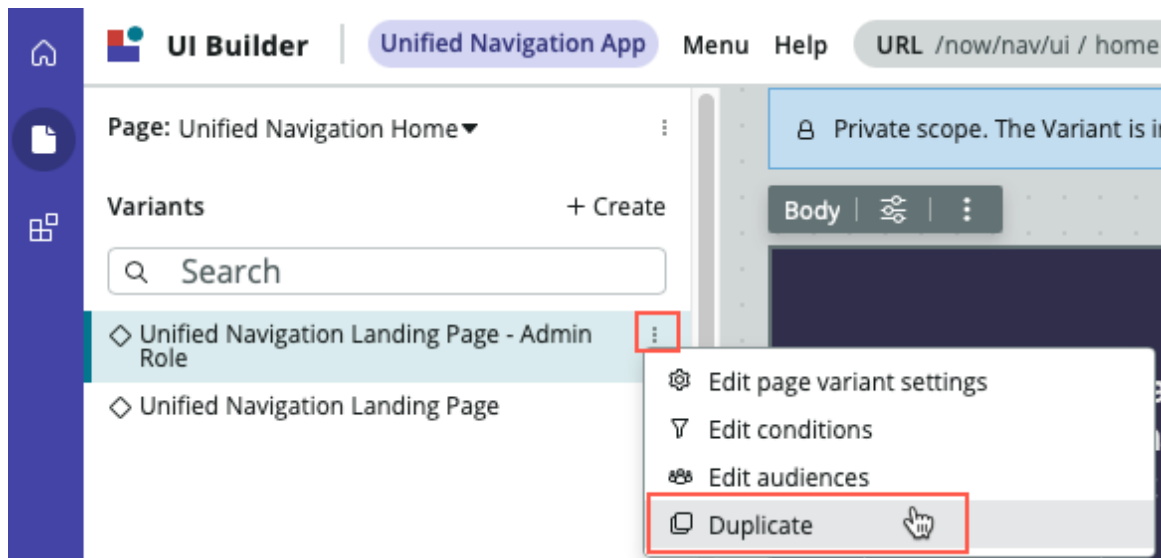 UI Builder Unified Navigation App Menu Help URL /now/nav/ui / home
Page: Unified Navigation Home
Private scope. The Variant is
Variants + Create
Body
Search
Unified Navigation Landing Page - Admin
Role
Unified Navigation Landing Page
Edit page variant settings
Edit conditions
Edit audiences
Duplicate